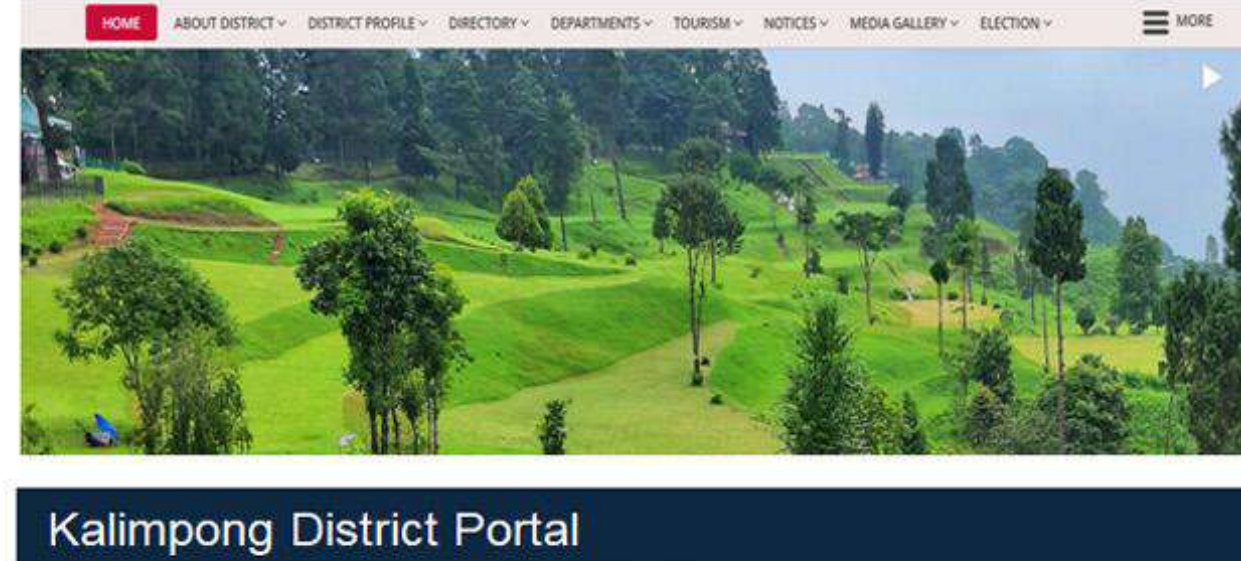 HOME ABOUT DISTRICT DISTRICT PROFILE DIRECTORY DEPARTMENTS TOURISM NOTICES MEDIA GALLERY ELECTION MORE
Kalimpong District Portal